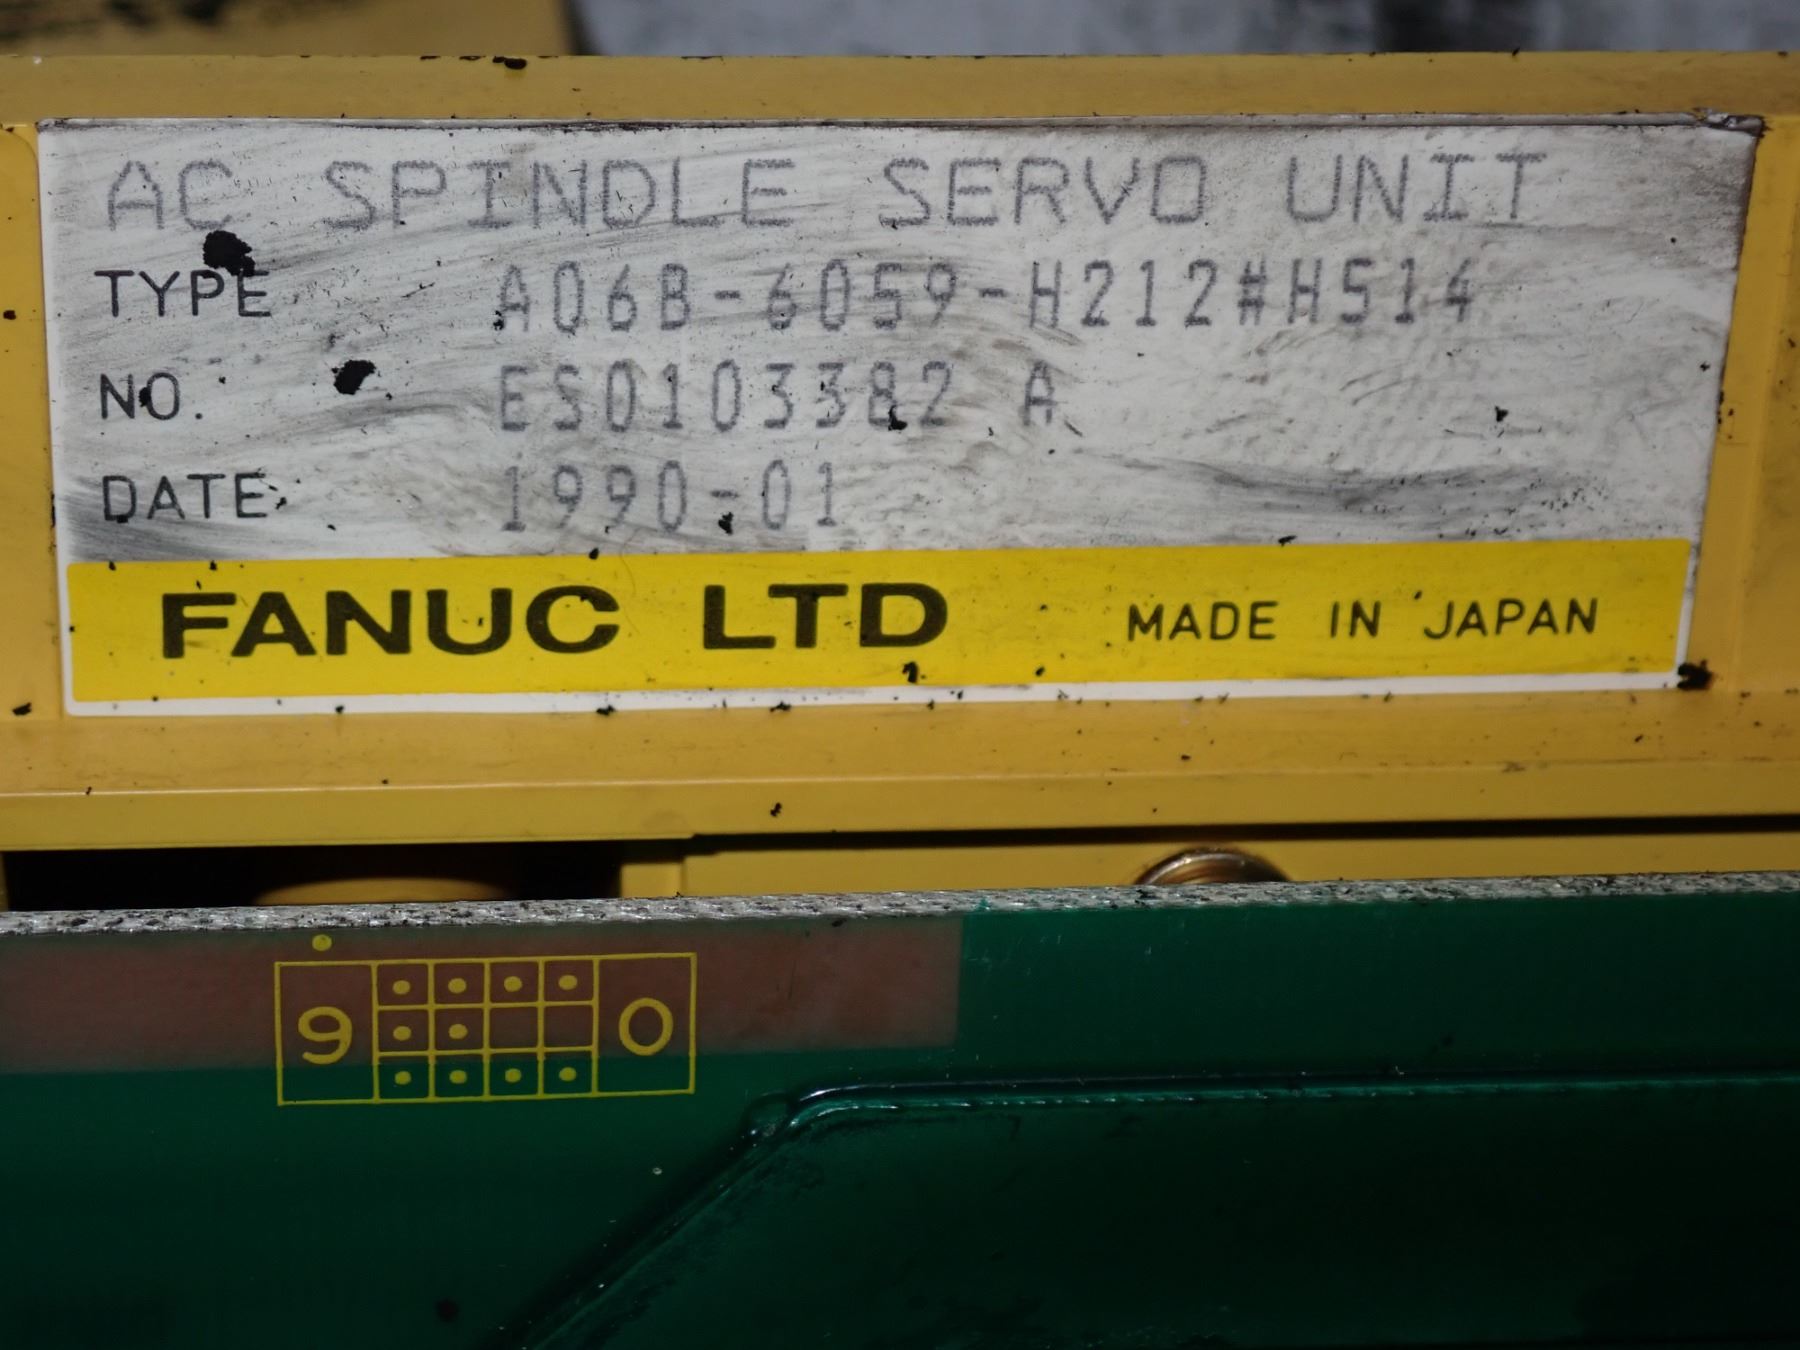 AC SPINDLE SERVO UNIT
TYPE A06B-6059-H212#H514
NO. ES0103382 A
DATE 1990-01
FANUC LTD MADE IN JAPAN
9 0